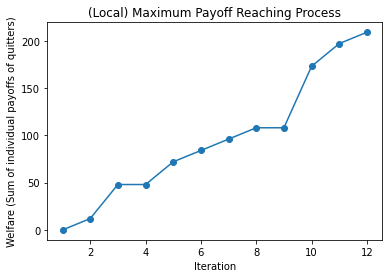 (Local) Maximum Payoff Reaching Process
Welfare (Sum of individual payoffs of quitters)
200
150
100
50
0
2 4 6 8 10 12
Iteration